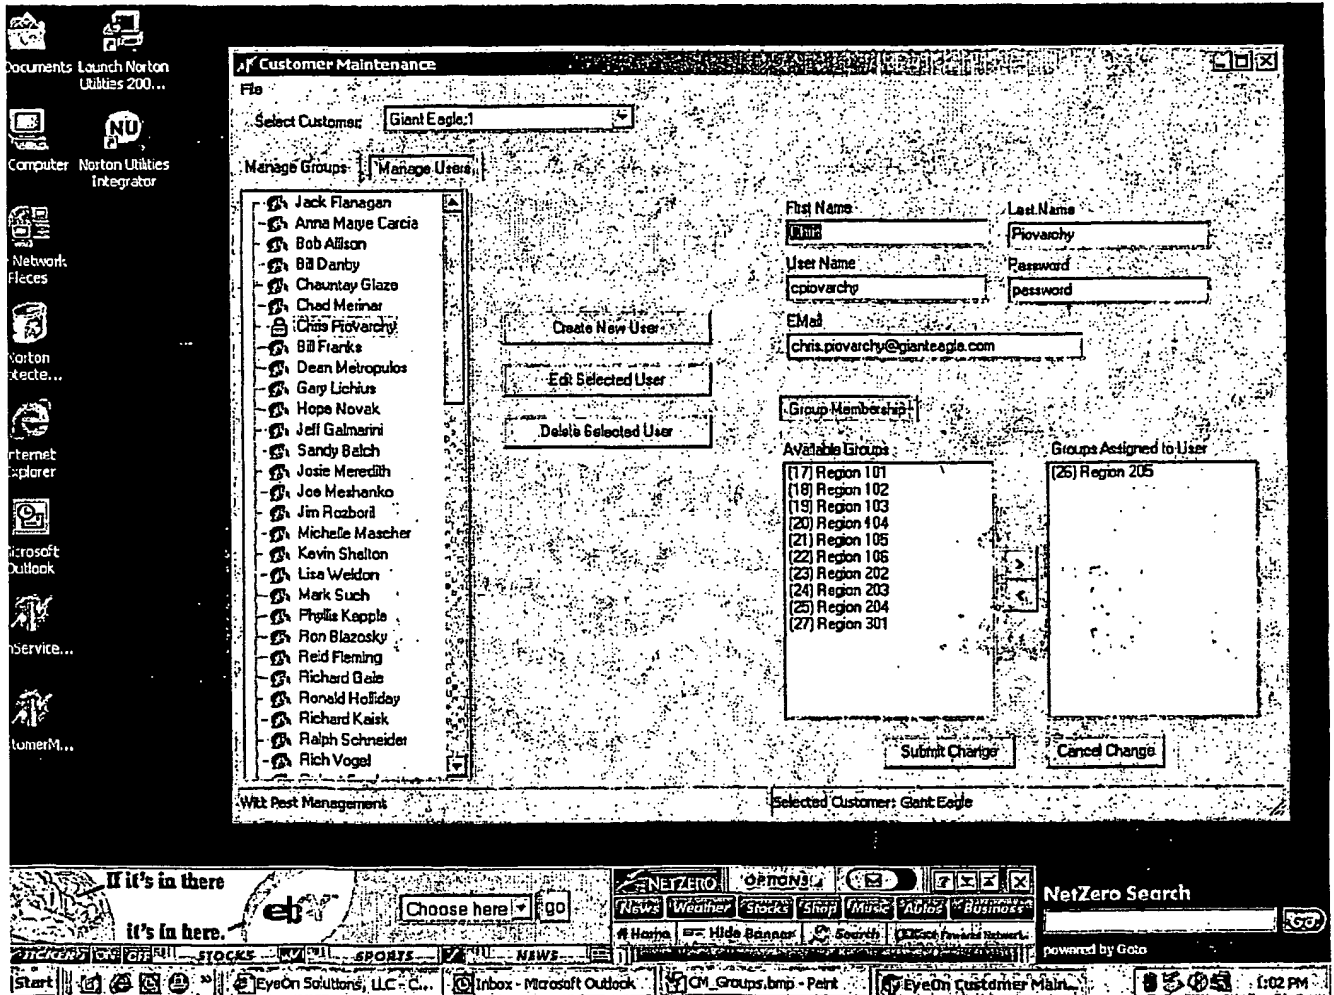 Documents
Launch Norton
Utilities 200...
Computer
Norton Utilities
Integrator
NU
Network
Places
Norton
Internet
Explorer
Microsoft
Outlook
Service...
tomerM...
Customer Maintenance
File
Select Customer:
Giant Eagle;1
Manage Groups
Manage Users
Jack Flanagan
Anna Marye Carcia
Bob Allison
Bill Danby
Chauntay Glaze
Chad Merinar
Chris Piovarchy
Bill Franks
Dean Metropulos
Gary Lichius
Hope Novak
Jeff Galmarini
Sandy Balch
Josie Meredith
Joe Meshanko
Jim Rozboril
Michelle Mascher
Kevin Shelton
Lisa Weldon
Mark Such
Phyllis Kepple
Ron Blazosky
Reid Fleming
Richard Gale
Ronald Holliday
Richard Kaisk
Ralph Schneider
Rich Vogel
Create New User
Edit Selected User
Delete Selected User
First Name
Last Name
Chris
Piovarchy
User Name
Password
cpiovarchy
password
EMail
chris.piovarchy@gianteagle.com
Group Membership
Available Groups
Groups Assigned to User
(17) Region 101
(18) Region 102
(19) Region 103
(20) Region 104
(21) Region 105
(22) Region 106
(23) Region 202
(24) Region 203
(25) Region 204
(27) Region 301
(26) Region 205
>
<
Submit Change
Cancel Change
Witt Pest Management
Selected Customer: Giant Eagle
If it's in there
it's in here.
ebY
Choose here
go
NETZERO
OPTIONS
News Weather Stocks Shop Music Autos Business
Home Hide Banner Search
NetZero Search
GO
powered by Goto
STOCKS SPORTS NEWS
Start
EyeOn Solutions, LLC - C...
Inbox - Microsoft Outlook
CM_Groups.bmp - Paint
EyeOn Customer Main...
1:02 PM